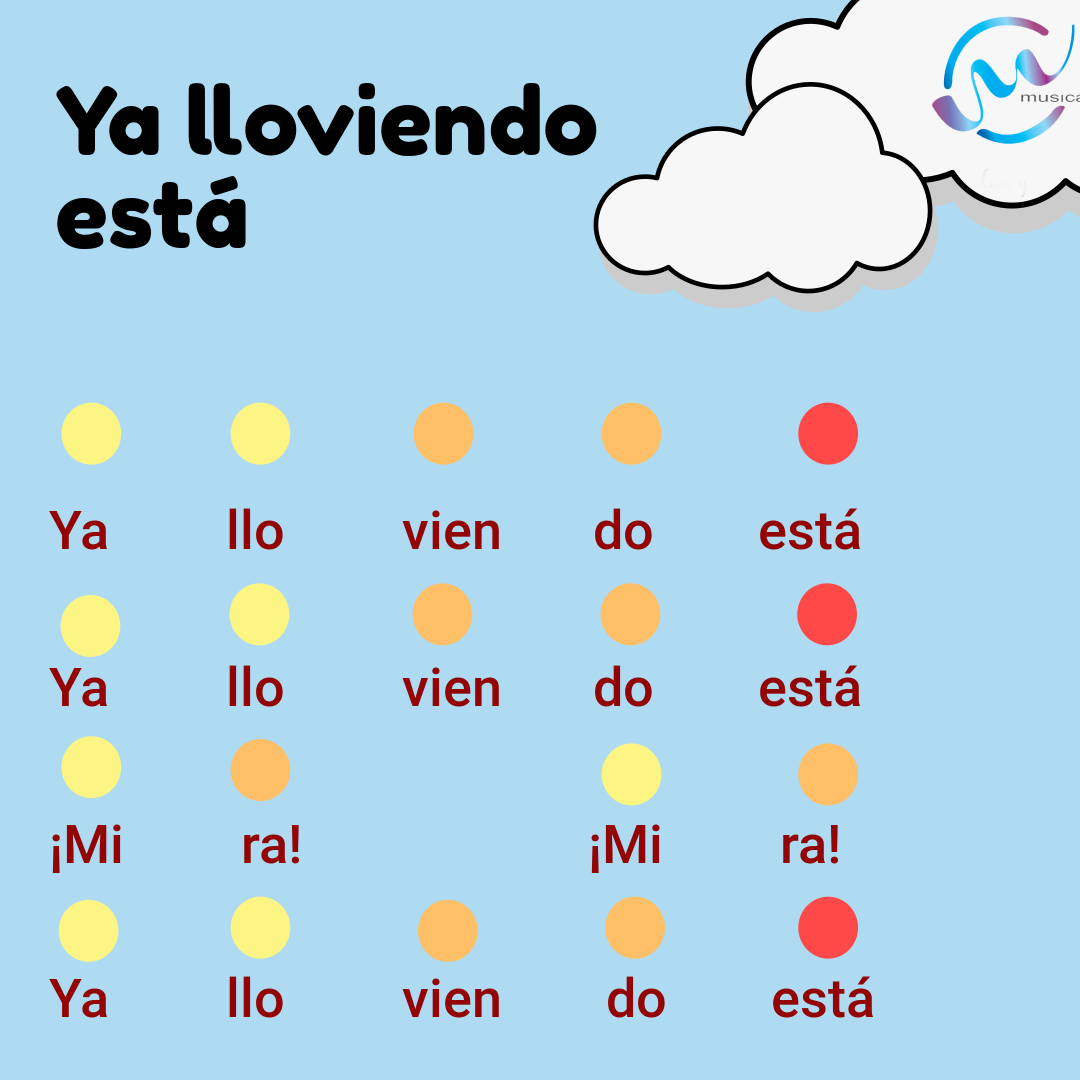 Ya lloviendo
está
musica
Ya llo vien do está
Ya llo vien do está
¡Mi ra! ¡Mi ra!
Ya llo vien do está